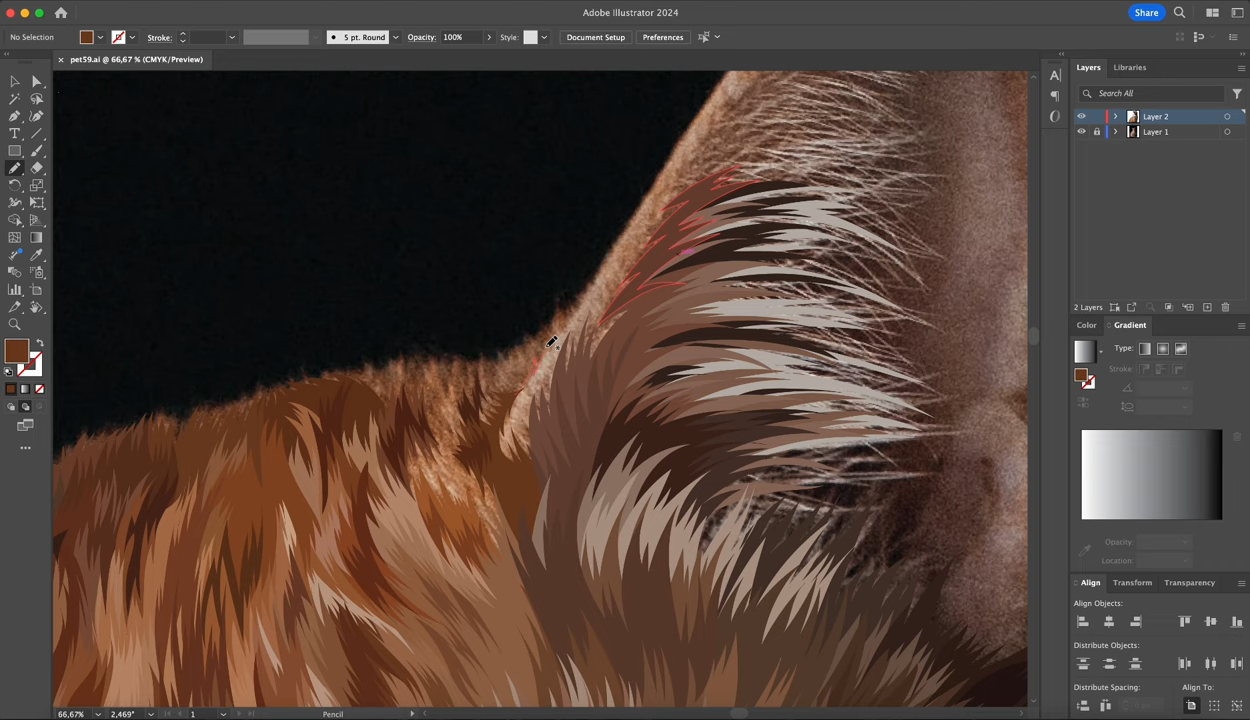 Adobe Illustrator 2024
Share
No Selection
Stroke:
5 pt. Round
Opacity: 100%
Style:
Document Setup
Preferences
pet59.ai @ 66,67 % (CMYK/Preview)
Layers
Libraries
Search All
Layer 2
Layer 1
2 Layers
Color
Gradient
Type:
Stroke:
Opacity:
Location:
Align
Transform
Transparency
Align Objects:
Distribute Objects:
Distribute Spacing:
Align To:
66,67%
2,469°
1
Pencil